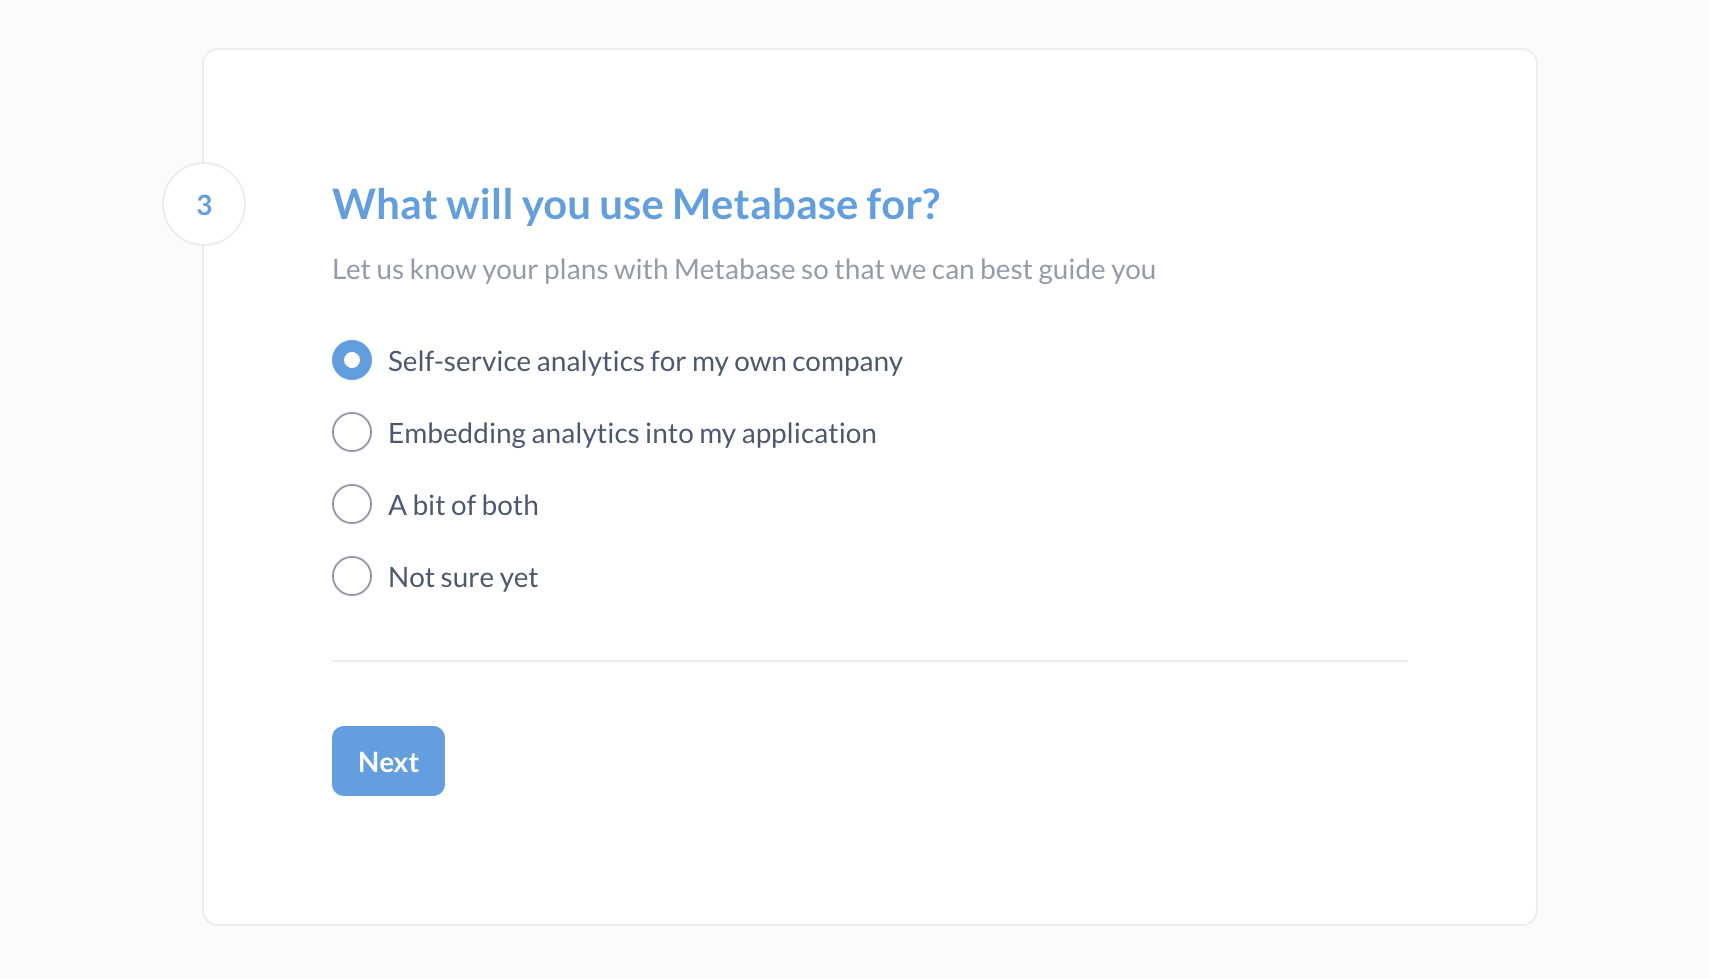 3
What will you use Metabase for?
Let us know your plans with Metabase so that we can best guide you
Self-service analytics for my own company
Embedding analytics into my application
A bit of both
Not sure yet
Next